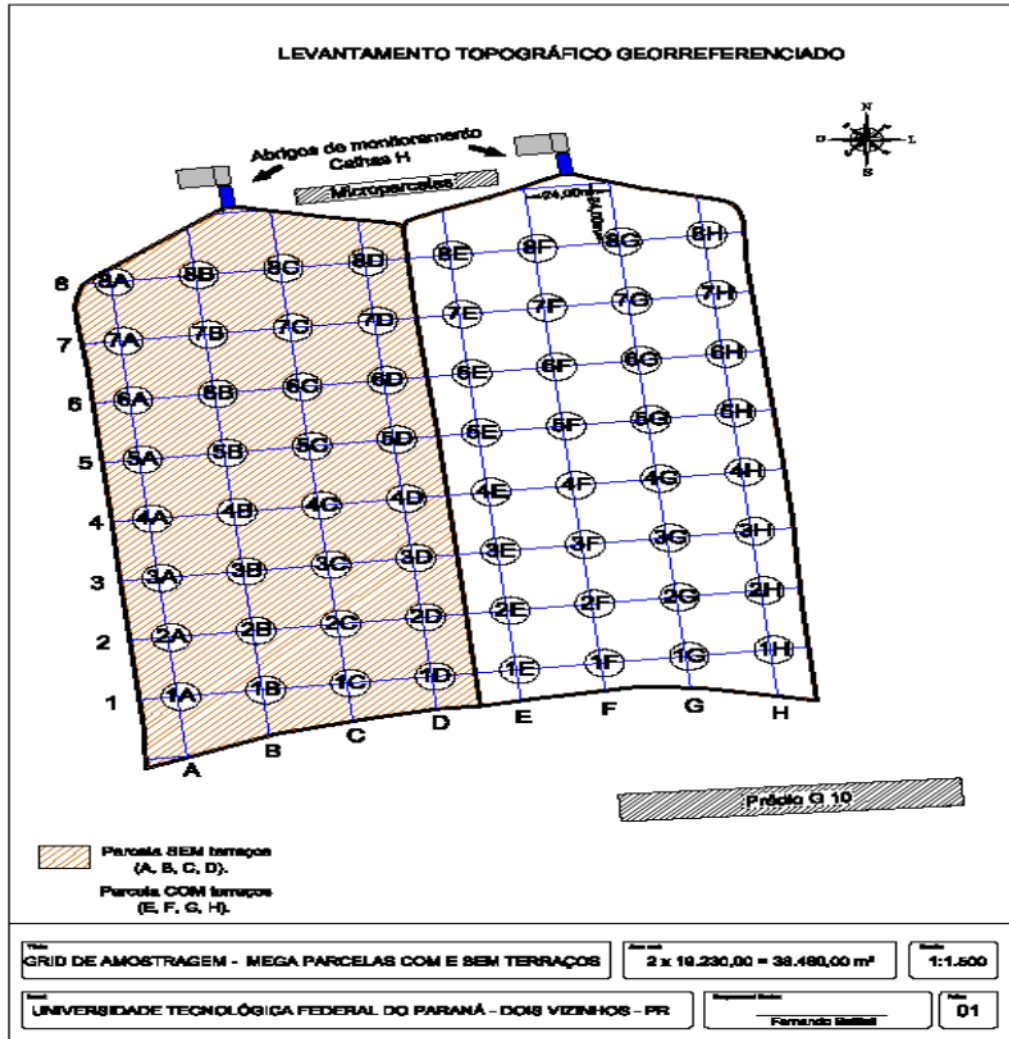 LEVANTAMENTO TOPOGRÁFICO GEORREFERENCIADO
N
O L
S
Abrigos de monitoramento
Calhas H
Microparcelas
24,00m
24,00m
8 8A 8B 8C 8D 8E 8F 8G 8H
7 7A 7B 7C 7D 7E 7F 7G 7H
6 6A 6B 6C 6D 6E 6F 6G 6H
5 5A 5B 5C 5D 5E 5F 5G 5H
4 4A 4B 4C 4D 4E 4F 4G 4H
3 3A 3B 3C 3D 3E 3F 3G 3H
2 2A 2B 2C 2D 2E 2F 2G 2H
1 1A 1B 1C 1D 1E 1F 1G 1H
A B C D E F G H
Prédio G 10
Parcela SEM terraços
(A, B, C, D).
Parcela COM terraços
(E, F, G, H).
GRID DE AMOSTRAGEM - MEGA PARCELAS COM E SEM TERRAÇOS
2 x 19.230,00 = 38.460,00 m²
1:1.500
UNIVERSIDADE TECNOLÓGICA FEDERAL DO PARANÁ - DOIS VIZINHOS - PR
Fernando
01